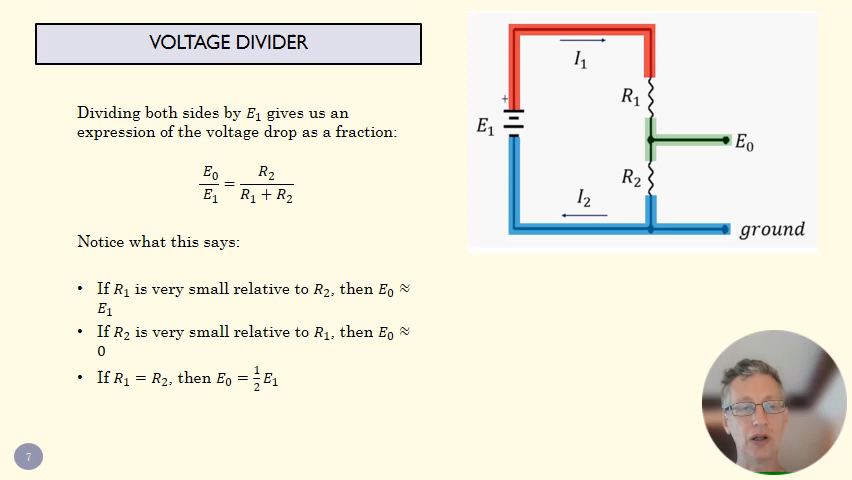 VOLTAGE DIVIDER
Dividing both sides by E₁ gives us an
expression of the voltage drop as a fraction:
E₀/E₁ = R₂/(R₁ + R₂)
Notice what this says:
• If R₁ is very small relative to R₂, then E₀ ≈
E₁
• If R₂ is very small relative to R₁, then E₀ ≈
0
• If R₁ = R₂, then E₀ = ½E₁
7
I₁
R₁
+
E₁
E₀
R₂
I₂
ground